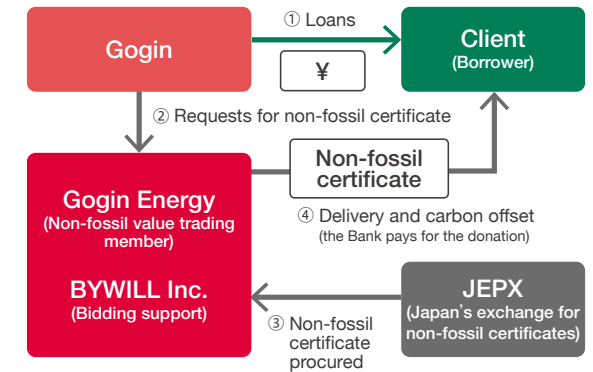 Gogin
① Loans
¥
Client
(Borrower)
② Requests for non-fossil certificate
Gogin Energy
(Non-fossil value trading
member)
BYWILL Inc.
(Bidding support)
Non-fossil
certificate
④ Delivery and carbon offset
(the Bank pays for the donation)
③ Non-fossil
certificate
procured
JEPX
(Japan's exchange for
non-fossil certificates)